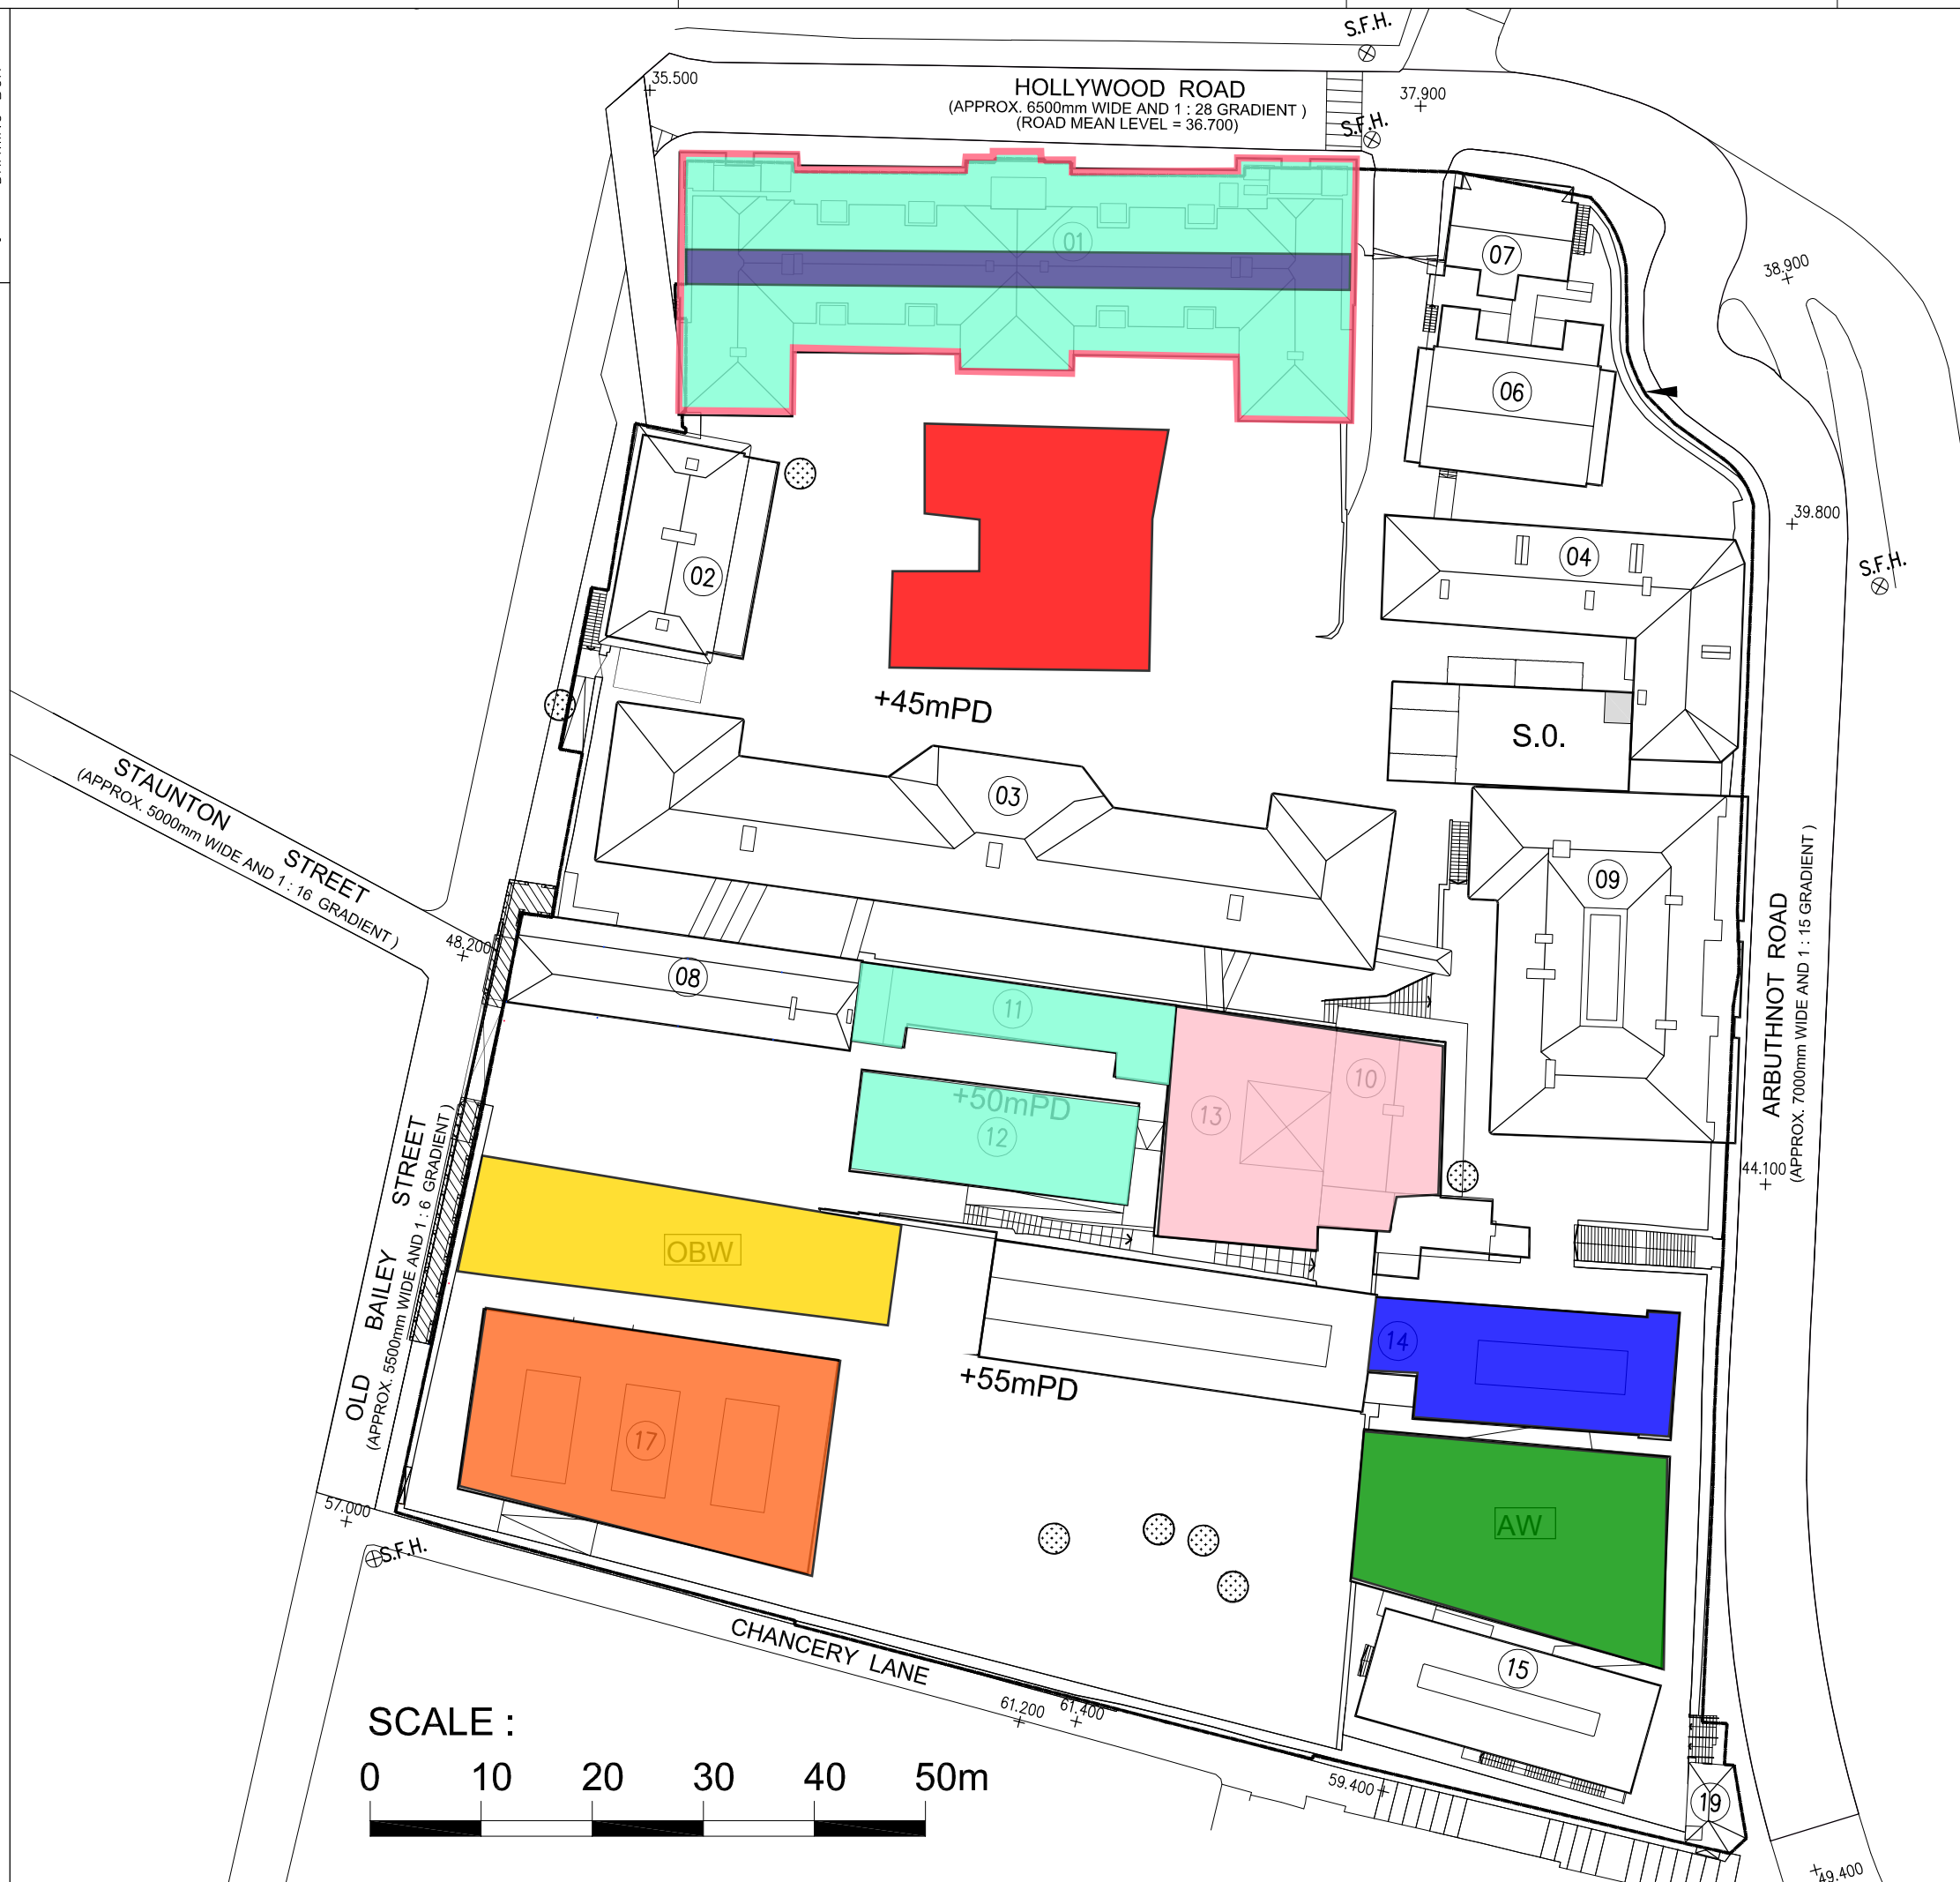 S.F.H.
35.500
HOLLYWOOD ROAD
(APPROX. 6500mm WIDE AND 1 : 28 GRADIENT )
(ROAD MEAN LEVEL = 36.700)
37.900
S.F.H.
01
07
38.900
06
39.800
04
S.F.H.
02
+45mPD
S.O.
03
STAUNTON STREET
(APPROX. 5000mm WIDE AND 1 : 16 GRADIENT )
09
48.200
08
11
10
13
+50mPD
12
ARBUTHNOT ROAD
(APPROX. 7000mm WIDE AND 1 : 15 GRADIENT )
44.100
OLD BAILEY STREET
(APPROX. 5500mm WIDE AND 1 : 6 GRADIENT )
OBW
14
+55mPD
17
57.000
S.F.H.
AW
CHANCERY LANE
15
61.200
61.400
59.400
19
49.400
SCALE :
0 10 20 30 40 50m